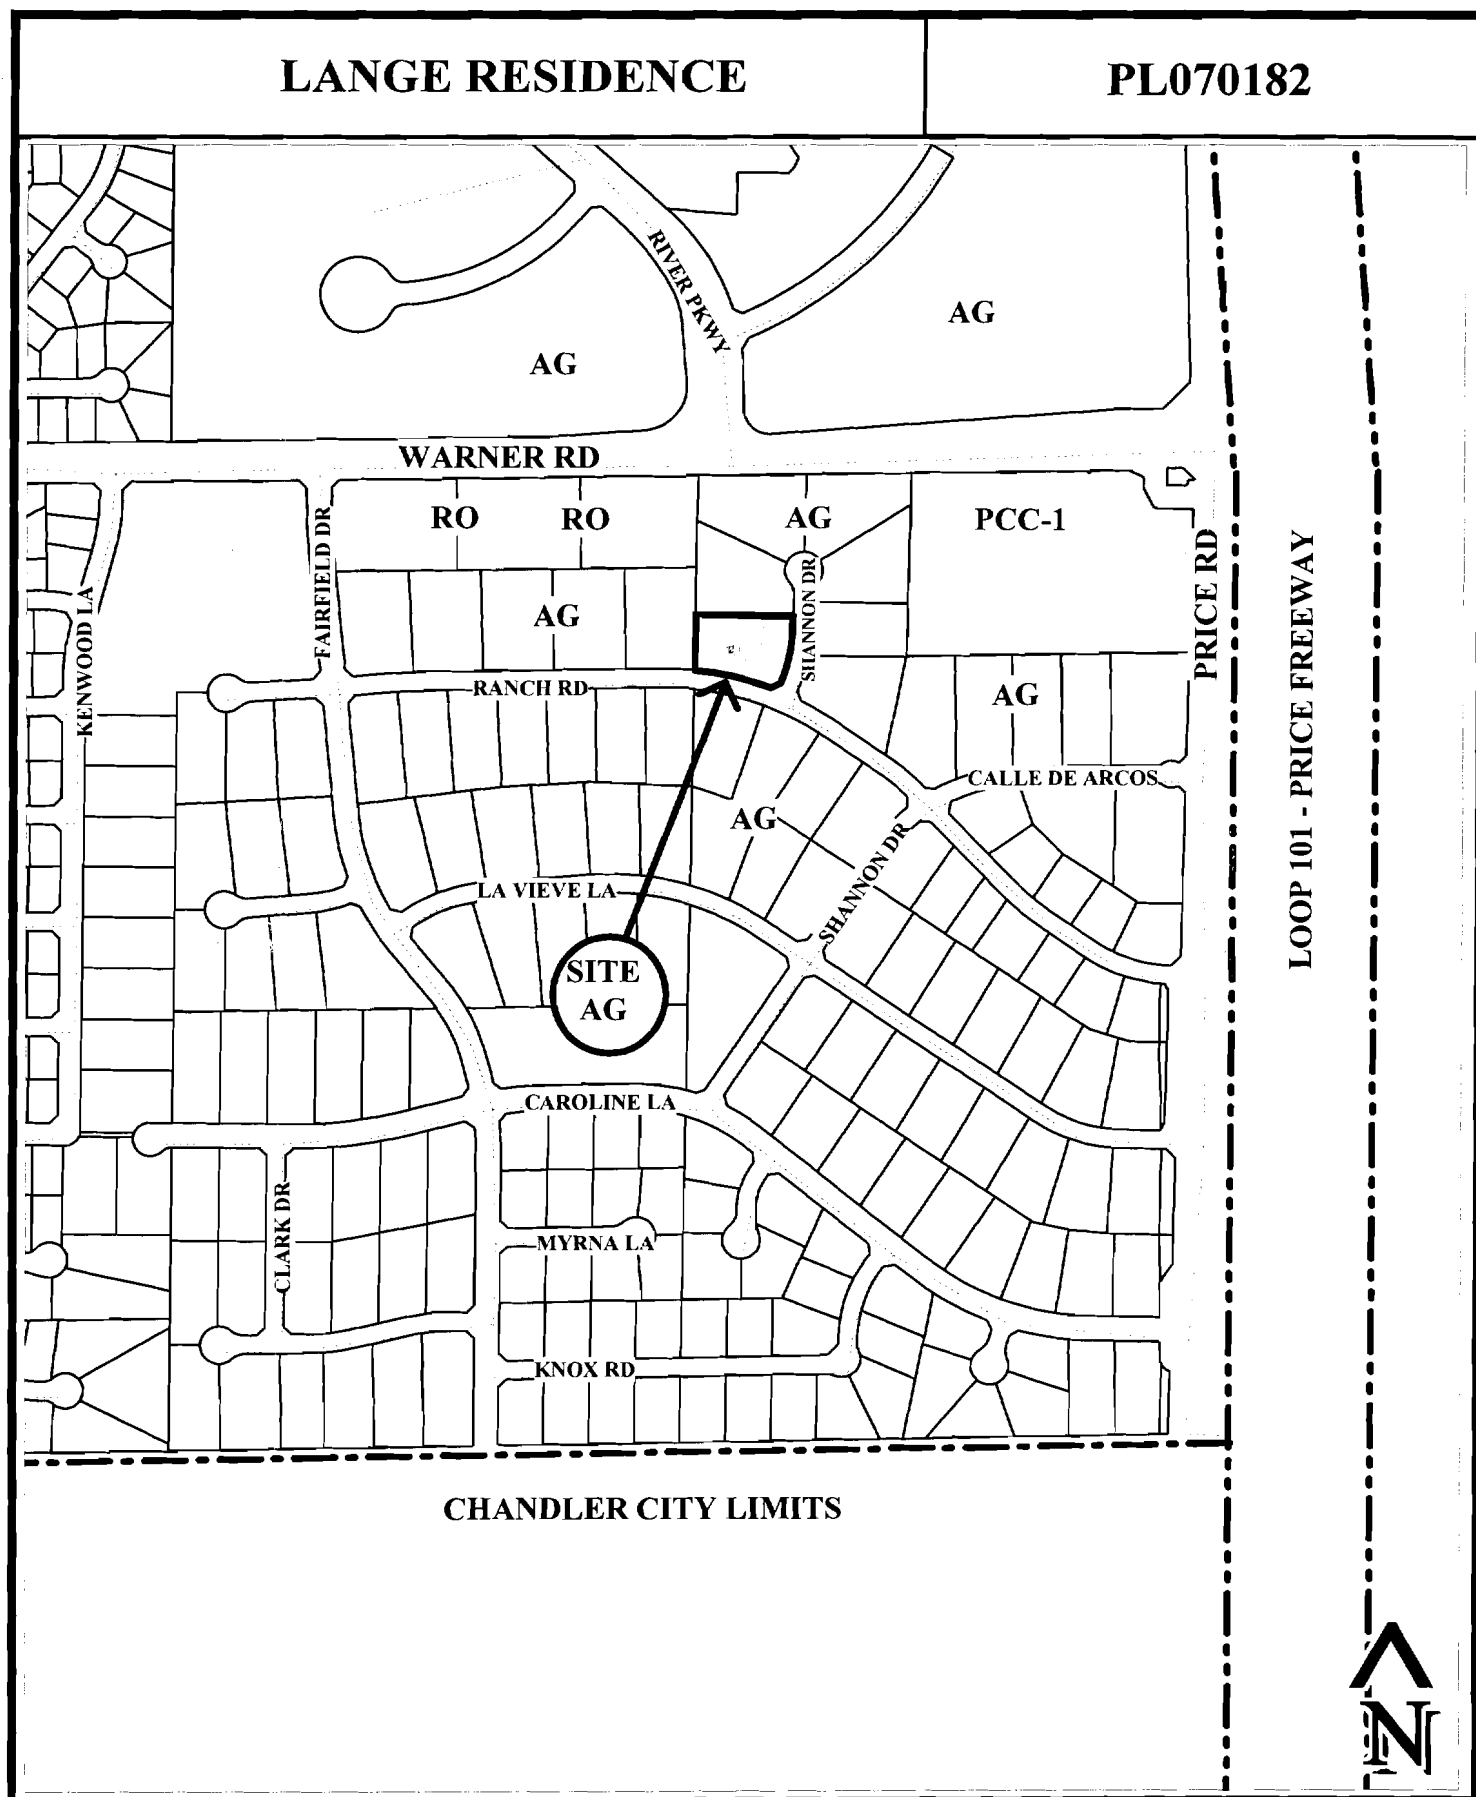 LANGE RESIDENCE
PL070182
RIVER PKWY
AG
AG
WARNER RD
RO
RO
AG
PCC-1
FAIRFIELD DR
SHANNON DR
PRICE RD
LOOP 101 - PRICE FREEWAY
KENWOOD LA
AG
RANCH RD
AG
CALLE DE ARCOS
AG
SHANNON DR
LA VIEVE LA
SITE
AG
CAROLINE LA
CLARK DR
MYRNA LA
KNOX RD
CHANDLER CITY LIMITS
N